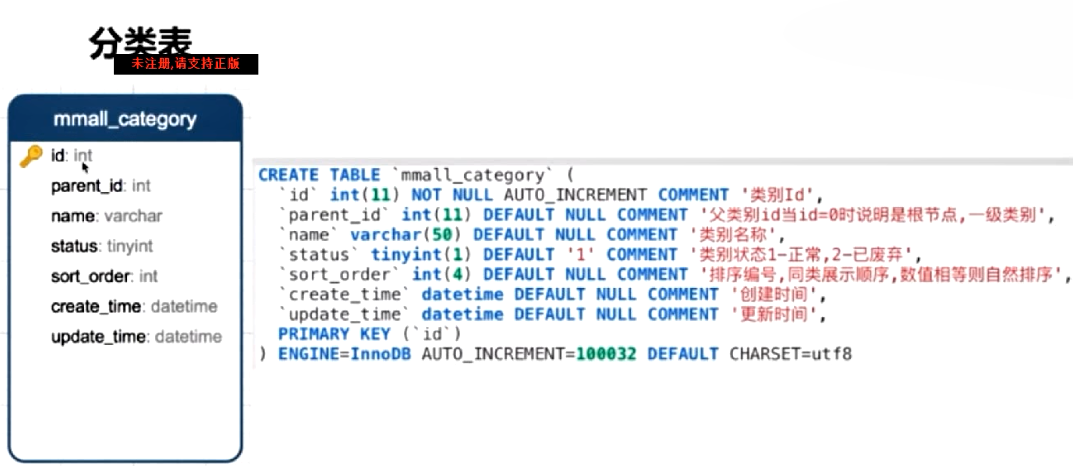 分类表
未注册,请支持正版
mmall_category
id: int
parent_id: int
name: varchar
status: tinyint
sort_order: int
create_time: datetime
update_time: datetime
CREATE TABLE `mmall_category` (
`id` int(11) NOT NULL AUTO_INCREMENT COMMENT '类别Id',
`parent_id` int(11) DEFAULT NULL COMMENT '父类别id当id=0时说明是根节点,一级类别',
`name` varchar(50) DEFAULT NULL COMMENT '类别名称',
`status` tinyint(1) DEFAULT '1' COMMENT '类别状态1-正常,2-已废弃',
`sort_order` int(4) DEFAULT NULL COMMENT '排序编号,同类展示顺序,数值相等则自然排序',
`create_time` datetime DEFAULT NULL COMMENT '创建时间',
`update_time` datetime DEFAULT NULL COMMENT '更新时间',
PRIMARY KEY (`id`)
) ENGINE=InnoDB AUTO_INCREMENT=100032 DEFAULT CHARSET=utf8